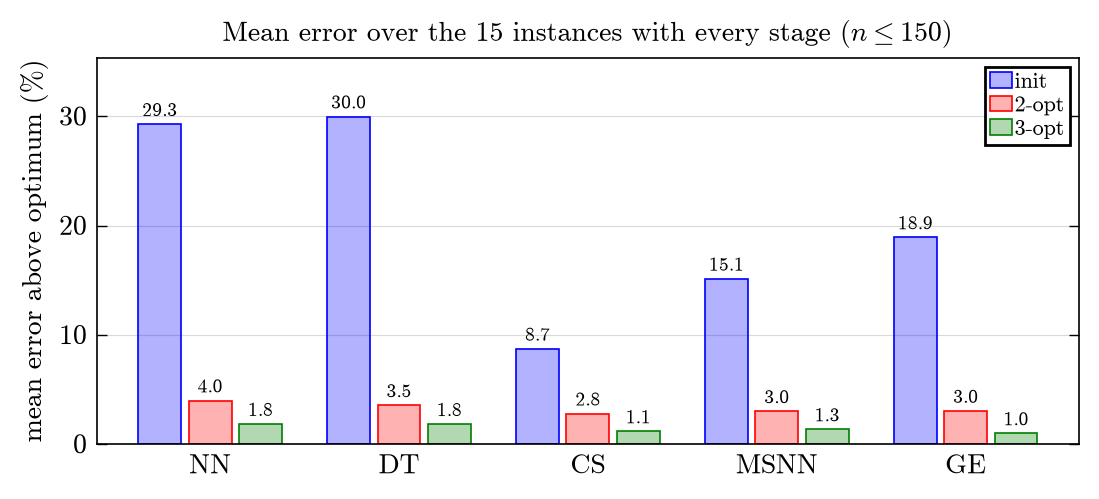 Mean error over the 15 instances with every stage (n ≤ 150)
mean error above optimum (%)
30
20
10
0
init
2-opt
3-opt
29.3
4.0
1.8
30.0
3.5
1.8
8.7
2.8
1.1
15.1
3.0
1.3
18.9
3.0
1.0
NN
DT
CS
MSNN
GE